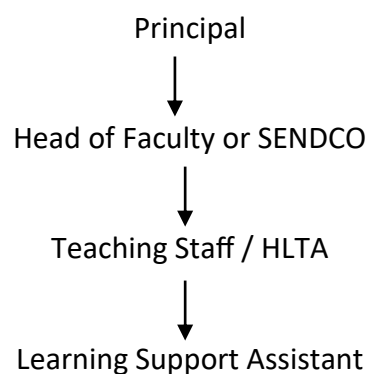 Principal
Head of Faculty or SENDCO
Teaching Staff / HLTA
Learning Support Assistant